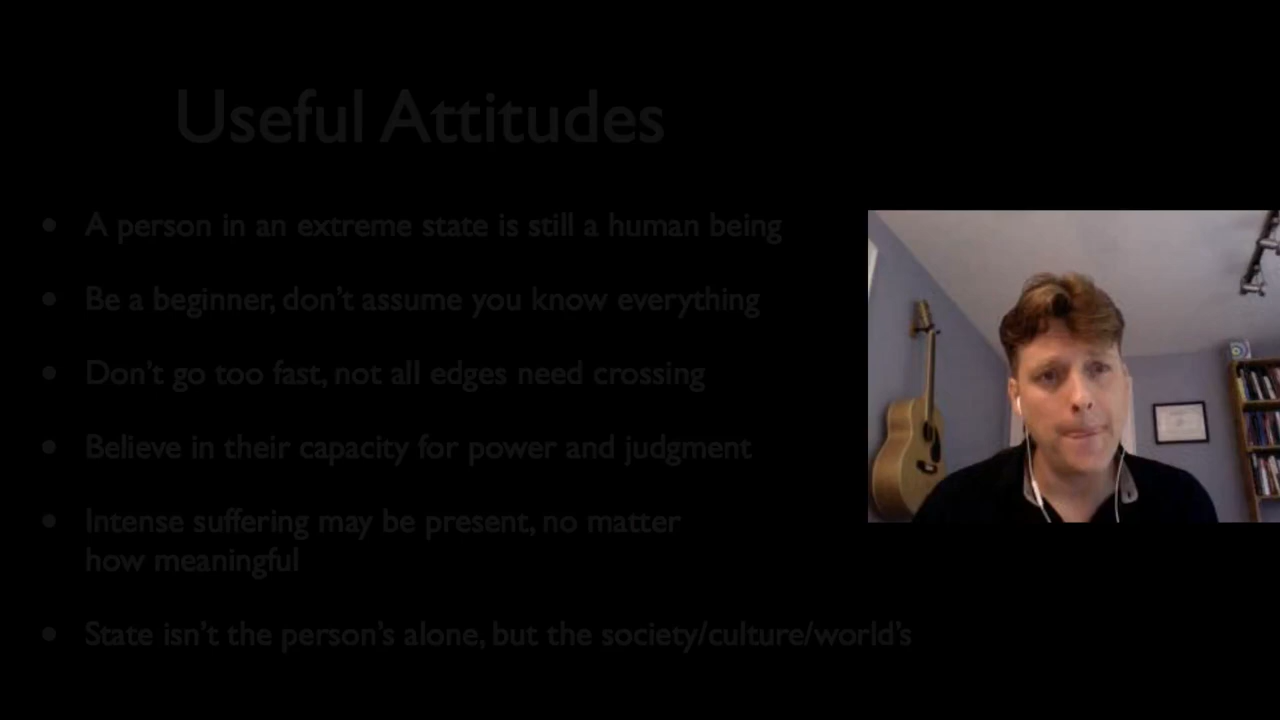 Useful Attitudes
• A person in an extreme state is still a human being
• Be a beginner, don't assume you know everything
• Don't go too fast, not all edges need crossing
• Believe in their capacity for power and judgment
• Intense suffering may be present, no matter
how meaningful
• State isn't the person's alone, but the society/culture/world's